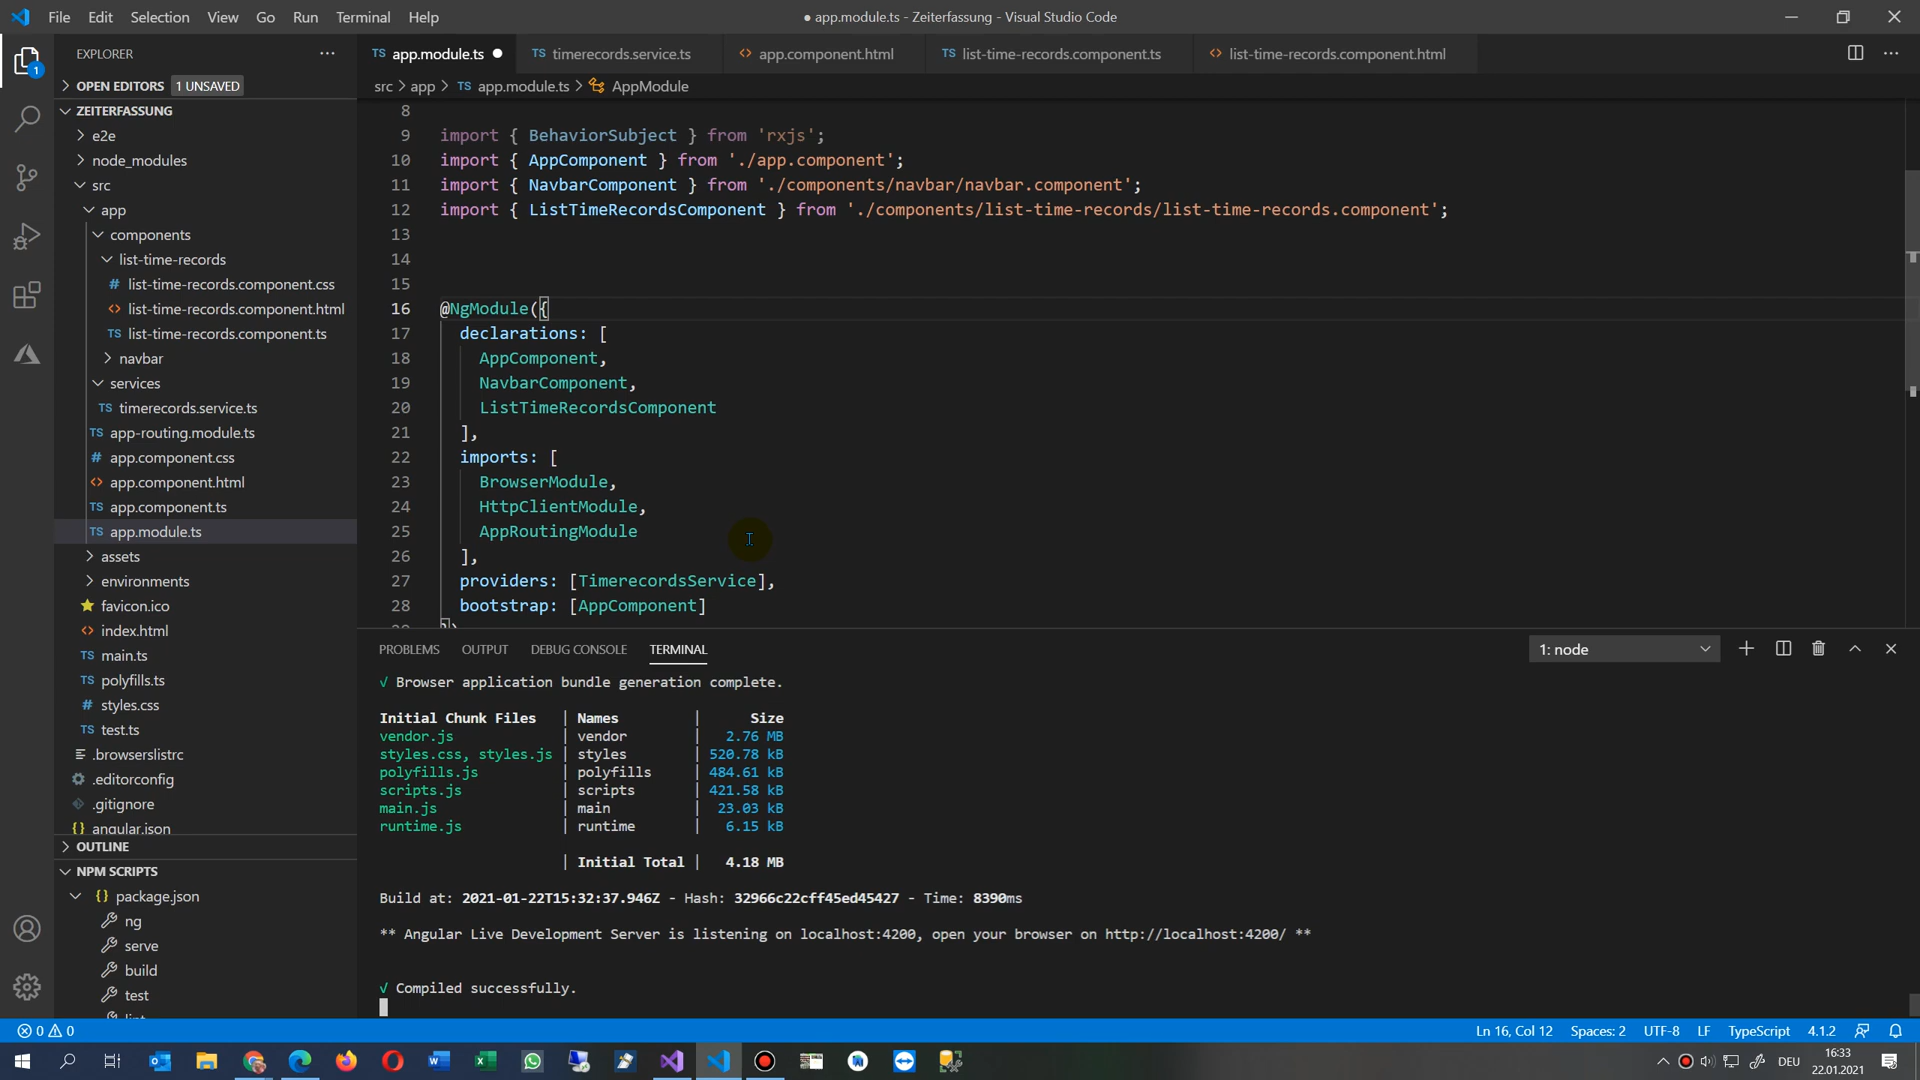 File Edit Selection View Go Run Terminal Help
● app.module.ts - Zeiterfassung - Visual Studio Code
EXPLORER
OPEN EDITORS 1 UNSAVED
ZEITERFASSUNG
e2e
node_modules
src
app
components
list-time-records
# list-time-records.component.css
<> list-time-records.component.html
TS list-time-records.component.ts
navbar
services
TS timerecords.service.ts
TS app-routing.module.ts
# app.component.css
<> app.component.html
TS app.component.ts
TS app.module.ts
assets
environments
favicon.ico
<> index.html
TS main.ts
TS polyfills.ts
# styles.css
TS test.ts
.browserslistrc
.editorconfig
.gitignore
{} angular.json
OUTLINE
NPM SCRIPTS
{} package.json
ng
serve
build
test
lint
1
TS app.module.ts ●
TS timerecords.service.ts
<> app.component.html
TS list-time-records.component.ts
<> list-time-records.component.html
src > app > TS app.module.ts > AppModule
8
9 import { BehaviorSubject } from 'rxjs';
10 import { AppComponent } from './app.component';
11 import { NavbarComponent } from './components/navbar/navbar.component';
12 import { ListTimeRecordsComponent } from './components/list-time-records/list-time-records.component';
13
14
15
16 @NgModule({
17 declarations: [
18 AppComponent,
19 NavbarComponent,
20 ListTimeRecordsComponent
21 ],
22 imports: [
23 BrowserModule,
24 HttpClientModule,
25 AppRoutingModule
26 ],
27 providers: [TimerecordsService],
28 bootstrap: [AppComponent]
29 })
PROBLEMS OUTPUT DEBUG CONSOLE TERMINAL
1: node
√ Browser application bundle generation complete.
Initial Chunk Files | Names | Size
vendor.js | vendor | 2.76 MB
styles.css, styles.js | styles | 520.78 kB
polyfills.js | polyfills | 484.61 kB
scripts.js | scripts | 421.58 kB
main.js | main | 23.03 kB
runtime.js | runtime | 6.15 kB
| Initial Total | 4.18 MB
Build at: 2021-01-22T15:32:37.946Z - Hash: 32966c22cff45ed45427 - Time: 8390ms
** Angular Live Development Server is listening on localhost:4200, open your browser on http://localhost:4200/ **
√ Compiled successfully.
0 0
Ln 16, Col 12 Spaces: 2 UTF-8 LF TypeScript 4.1.2
DEU
16:33
22.01.2021